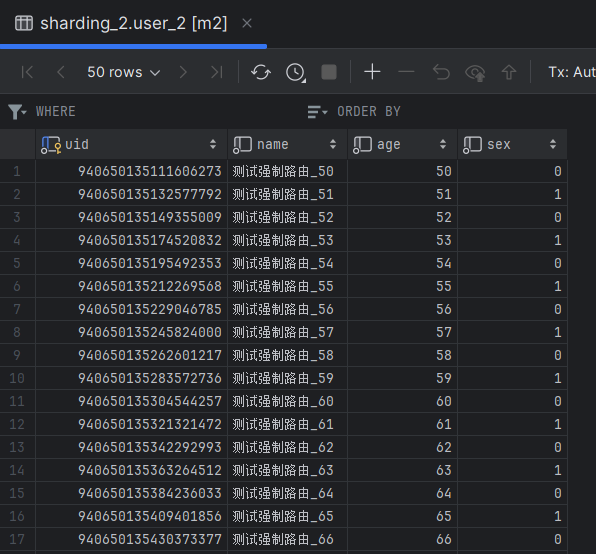 sharding_2.user_2 [m2]
50 rows Tx: Aut
WHERE ORDER BY
uid name age sex
1 940650135111606273 测试强制路由_50 50 0
2 940650135132577792 测试强制路由_51 51 1
3 940650135149355009 测试强制路由_52 52 0
4 940650135174520832 测试强制路由_53 53 1
5 940650135195492353 测试强制路由_54 54 0
6 940650135212269568 测试强制路由_55 55 1
7 940650135229046785 测试强制路由_56 56 0
8 940650135245824000 测试强制路由_57 57 1
9 940650135262601217 测试强制路由_58 58 0
10 940650135283572736 测试强制路由_59 59 1
11 940650135304544257 测试强制路由_60 60 0
12 940650135321321472 测试强制路由_61 61 1
13 940650135342292993 测试强制路由_62 62 0
14 940650135363264512 测试强制路由_63 63 1
15 940650135384236033 测试强制路由_64 64 0
16 940650135409401856 测试强制路由_65 65 1
17 940650135430373377 测试强制路由_66 66 0